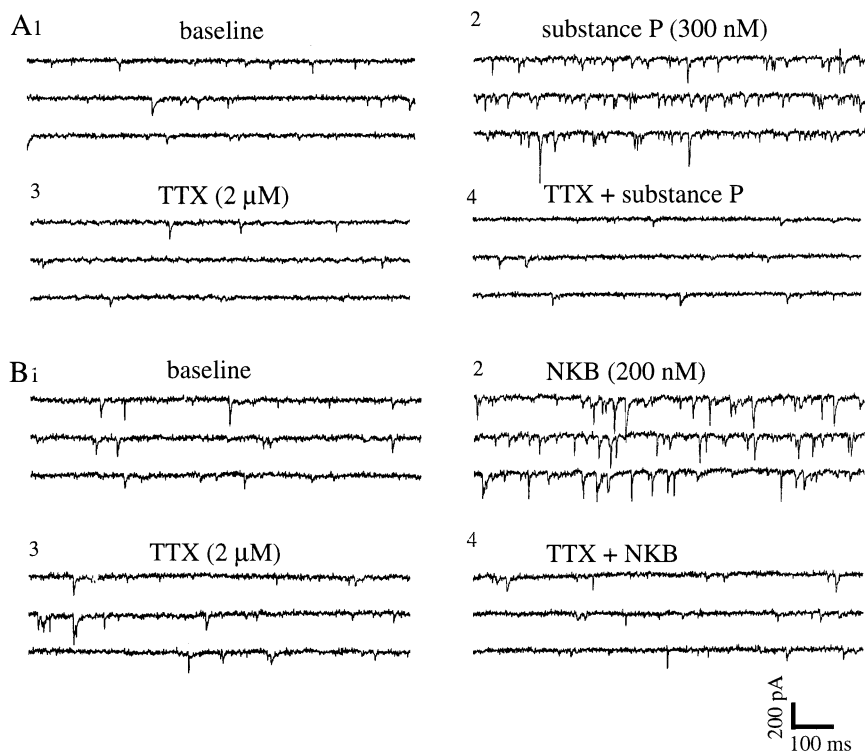 A1 baseline
2 substance P (300 nM)
3 TTX (2 µM)
4 TTX + substance P
Bi baseline
2 NKB (200 nM)
3 TTX (2 µM)
4 TTX + NKB
200 pA
100 ms